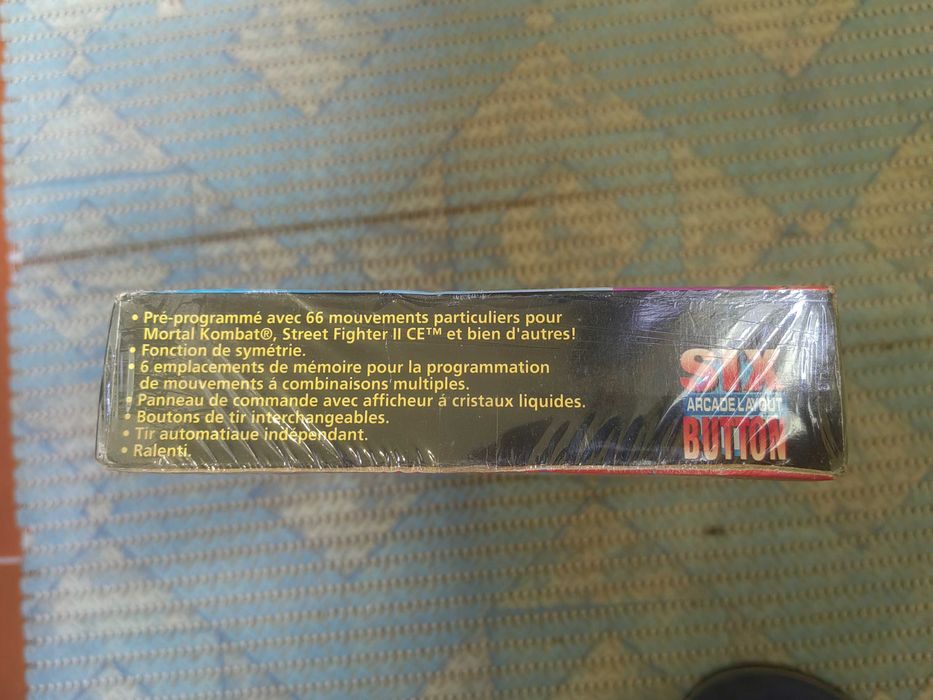 • Pré-programmé avec 66 mouvements particuliers pour
Mortal Kombat®, Street Fighter II CE™ et bien d'autres!
• Fonction de symétrie.
• 6 emplacements de mémoire pour la programmation
de mouvements á combinaisons multiples.
• Panneau de commande avec afficheur á cristaux liquides.
• Boutons de tir interchangeables.
• Tir automatiaue indépendant.
• Ralenti.
SIX
ARCADE LAYOUT
BUTTON